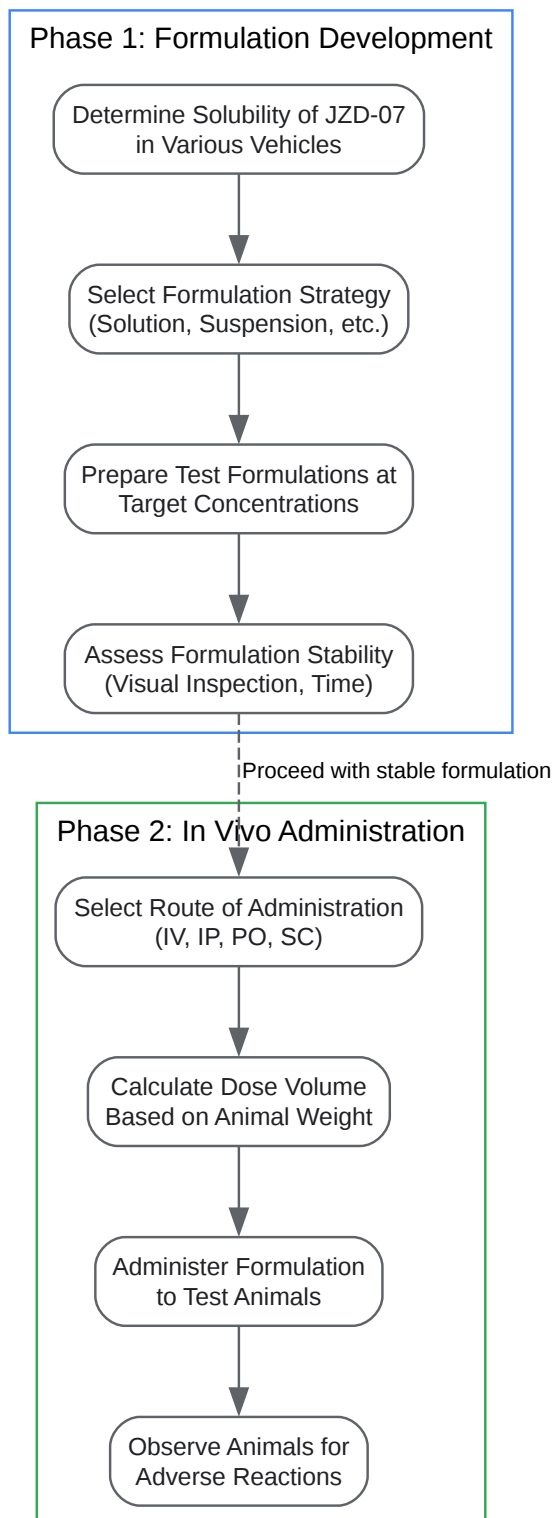 Phase 1: Formulation Development
Determine Solubility of JZD-07
in Various Vehicles
Select Formulation Strategy
(Solution, Suspension, etc.)
Prepare Test Formulations at
Target Concentrations
Assess Formulation Stability
(Visual Inspection, Time)
Proceed with stable formulation
Phase 2: In Vivo Administration
Select Route of Administration
(IV, IP, PO, SC)
Calculate Dose Volume
Based on Animal Weight
Administer Formulation
to Test Animals
Observe Animals for
Adverse Reactions